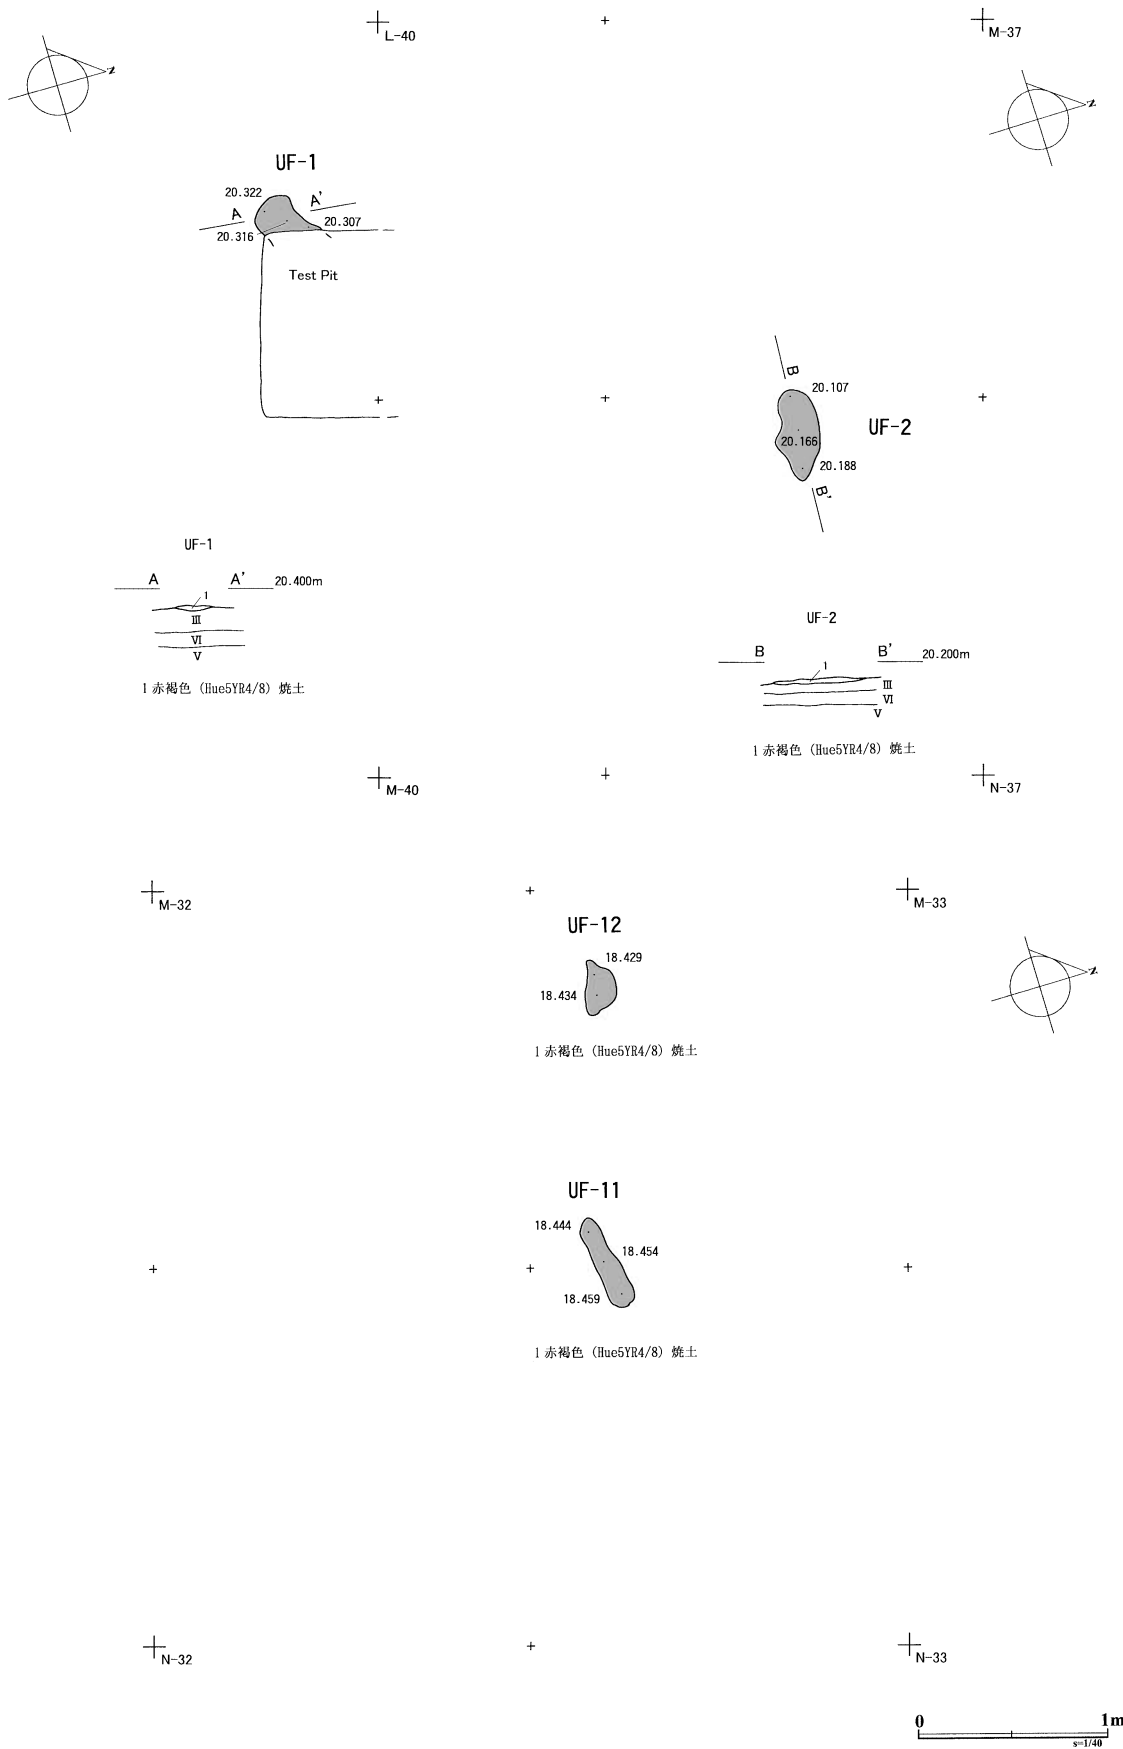 L-40
M-37
Z
Z
UF-1
20.322
A
A'
20.307
20.316
Test Pit
B
20.107
UF-2
20.166
20.188
B'
UF-1
A
A'
20.400m
1
III
VI
V
1 赤褐色 (Hue5YR4/8) 焼土
UF-2
B
B'
20.200m
1
III
VI
V
1 赤褐色 (Hue5YR4/8) 焼土
M-40
N-37
M-32
M-33
UF-12
18.429
18.434
Z
1 赤褐色 (Hue5YR4/8) 焼土
UF-11
18.444
18.454
18.459
1 赤褐色 (Hue5YR4/8) 焼土
N-32
N-33
0 1m
s=1/40